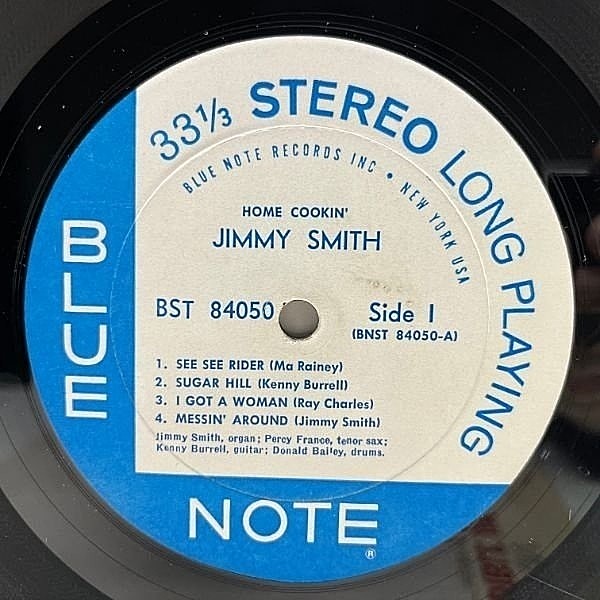 33 1/3 STEREO LONG PLAYING
BLUE NOTE RECORDS INC • NEW YORK USA
HOME COOKIN'
JIMMY SMITH
BST 84050
Side 1
(BNST 84050-A)
1. SEE SEE RIDER (Ma Rainey)
2. SUGAR HILL (Kenny Burrell)
3. I GOT A WOMAN (Ray Charles)
4. MESSIN' AROUND (Jimmy Smith)
Jimmy Smith, organ; Percy France, tenor sax;
Kenny Burrell, guitar; Donald Bailey, drums.
BLUE
NOTE ®